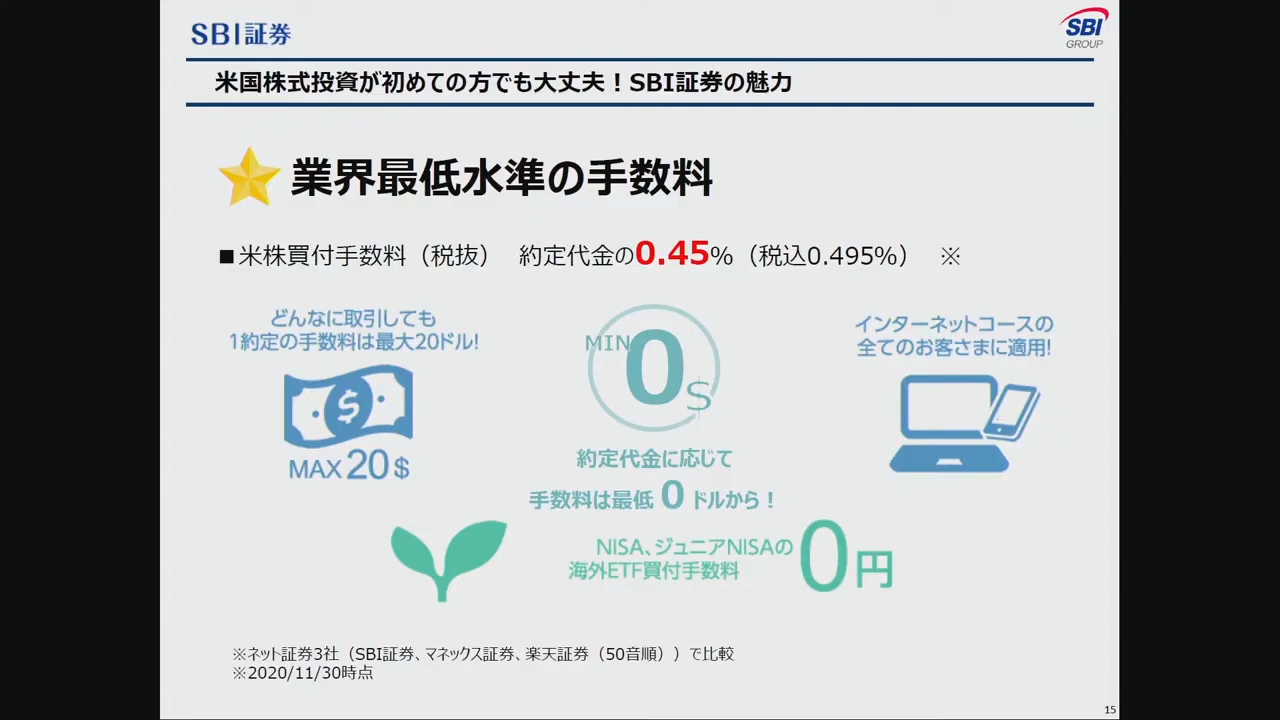 SBI証券
SBI
GROUP
米国株式投資が初めての方でも大丈夫！SBI証券の魅力
業界最低水準の手数料
■米株買付手数料（税抜）　約定代金の0.45%（税込0.495%）　※
どんなに取引しても
1約定の手数料は最大20ドル!
$
MAX20$
MIN0$
約定代金に応じて
手数料は最低 0 ドルから！
インターネットコースの
全てのお客さまに適用!
NISA、ジュニアNISAの
海外ETF買付手数料
0円
※ネット証券3社（SBI証券、マネックス証券、楽天証券（50音順））で比較
※2020/11/30時点
15